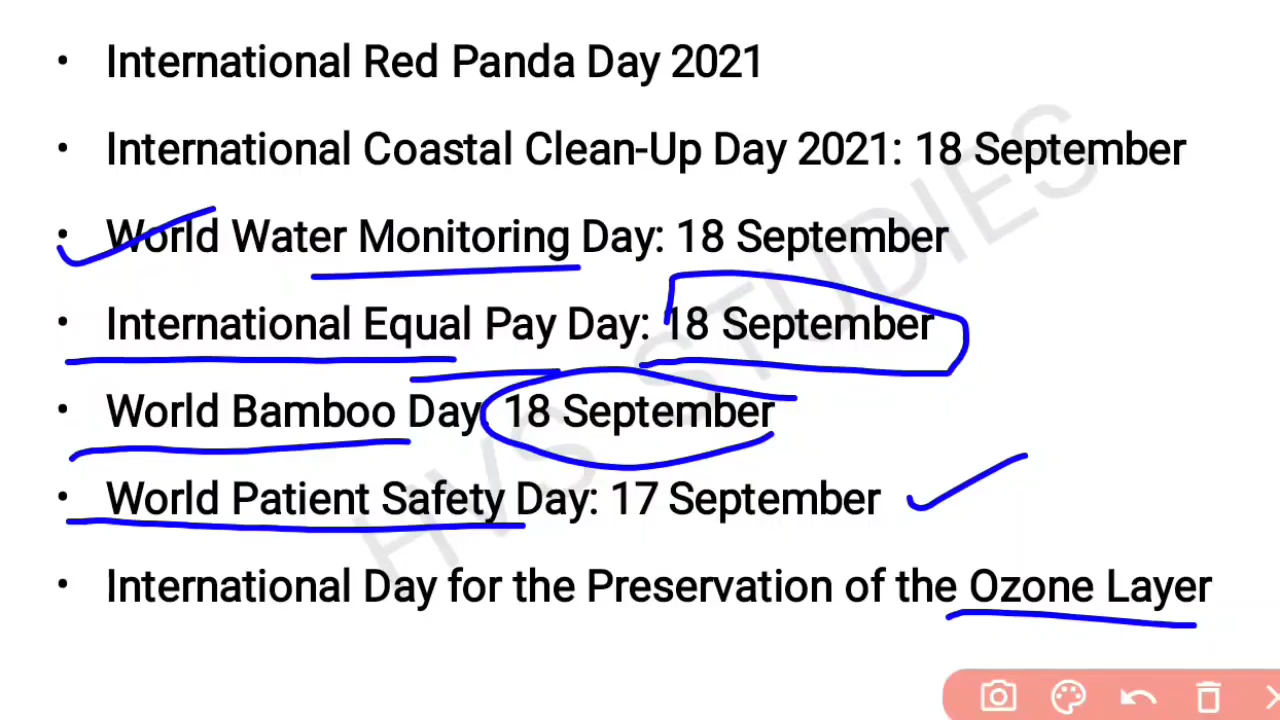 • International Red Panda Day 2021
• International Coastal Clean-Up Day 2021: 18 September
• World Water Monitoring Day: 18 September
• International Equal Pay Day: 18 September
• World Bamboo Day 18 September
• World Patient Safety Day: 17 September
• International Day for the Preservation of the Ozone Layer
HVS STUDIES